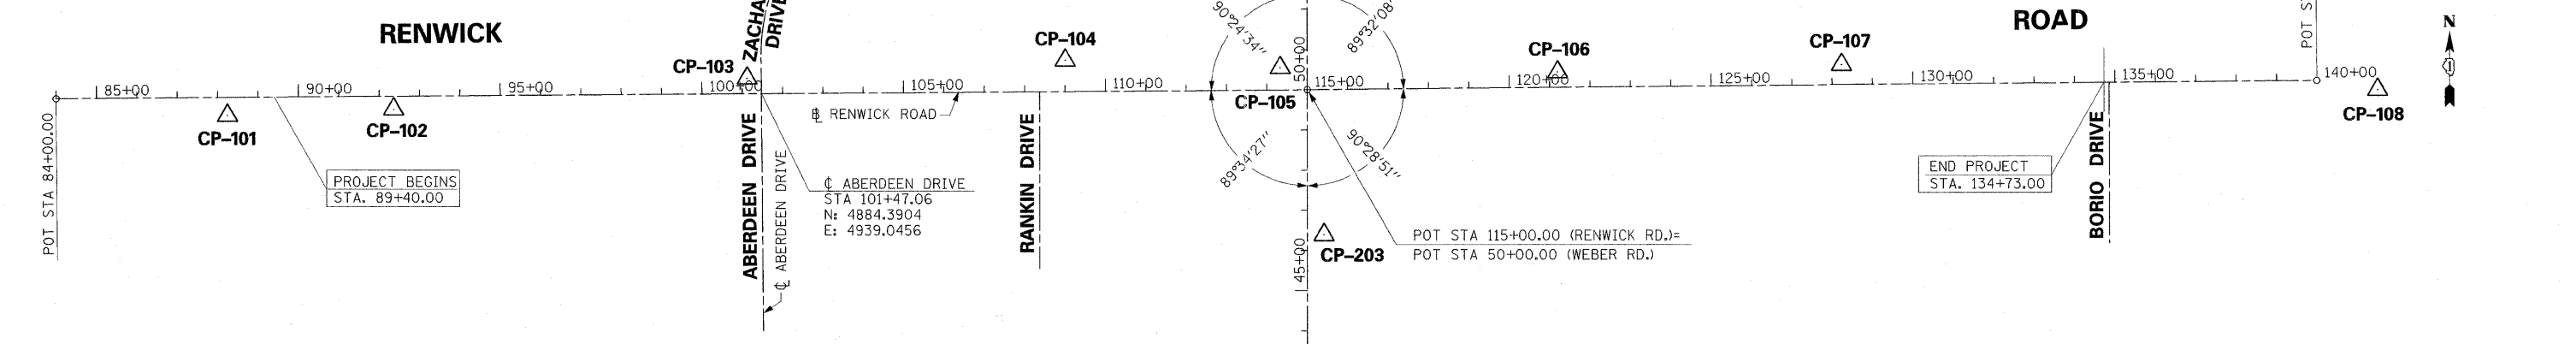 RENWICK
ZACHA
DRIVE
ROAD
N
CP-103
CP-104
90°24'34"
50+00
89°32'08"
CP-106
CP-107
POT S
85+00
90+00
95+00
100+00
105+00
110+00
115+00
120+00
125+00
130+00
135+00
140+00
CP-101
CP-102
CP-105
CP-108
℄ RENWICK ROAD
POT STA 84+00.00
PROJECT BEGINS
STA. 89+40.00
ABERDEEN DRIVE
℄ ABERDEEN DRIVE
℄ ABERDEEN DRIVE
STA 101+47.06
N: 4884.3904
E: 4939.0456
RANKIN DRIVE
89°34'27"
90°28'51"
END PROJECT
STA. 134+73.00
BORIO DRIVE
45+00
CP-203
POT STA 115+00.00 (RENWICK RD.)=
POT STA 50+00.00 (WEBER RD.)